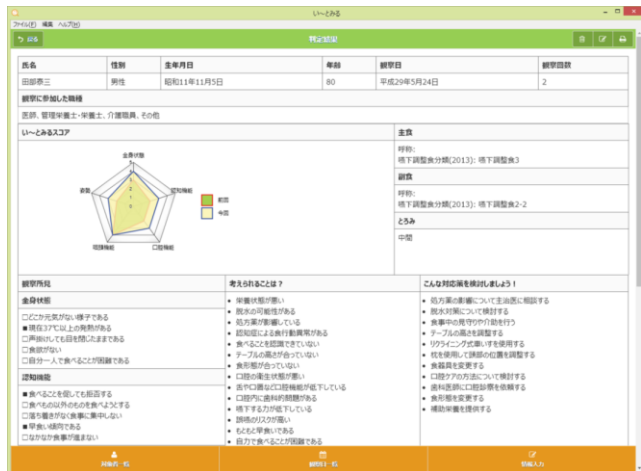 い〜とみる
ファイル(F) 編集 ヘルプ(H)
戻る
観察結果
氏名 性別 生年月日 年齢 観察日 観察回数
田部泰三 男性 昭和11年11月5日 80 平成29年5月24日 2
観察に参加した職種
医師、管理栄養士・栄養士、介護職員、その他
い〜とみるスコア
全身状態
認知機能
口腔機能
咽頭機能
姿勢
5
4
3
2
1
0
前回
今回
主食
呼称:
嚥下調整食分類(2013): 嚥下調整食3
副食
呼称:
嚥下調整食分類(2013): 嚥下調整食2-2
とろみ
中間
観察所見
全身状態
□どこか元気がない様子である
■現在37℃以上の発熱がある
□声掛けしても目を閉じたままである
□食欲がない
□自分一人で食べることが困難である
認知機能
■食べることを促しても拒否する
□食べもの以外のものを食べようとする
□落ち着きがなく食事に集中しない
■早食い傾向である
□なかなか食事が進まない
考えられることは？
• 栄養状態が悪い
• 脱水の可能性がある
• 処方薬が影響している
• 認知症による食行動異常がある
• 食べることを認識できていない
• テーブルの高さが合っていない
• 食形態が合っていない
• 口腔の衛生状態が悪い
• 舌や口唇など口腔機能が低下している
• 口腔内に歯科的問題がある
• 嚥下する力が低下している
• 誤嚥のリスクが高い
• もともと早食いである
• 自力で食べることが困難である
こんな対応策を検討しましょう！
• 処方薬の影響について主治医に相談する
• 脱水対策について検討する
• 食事中の見守りや介助を行う
• テーブルの高さを調整する
• リクライニング式車いすを使用する
• 枕を使用して頭部の位置を調整する
• 食器具を変更する
• 口腔ケアの方法について検討する
• 歯科医師に口腔診察を依頼する
• 食形態を変更する
• 補助栄養を提供する
対象者一覧
観察日一覧
情報入力